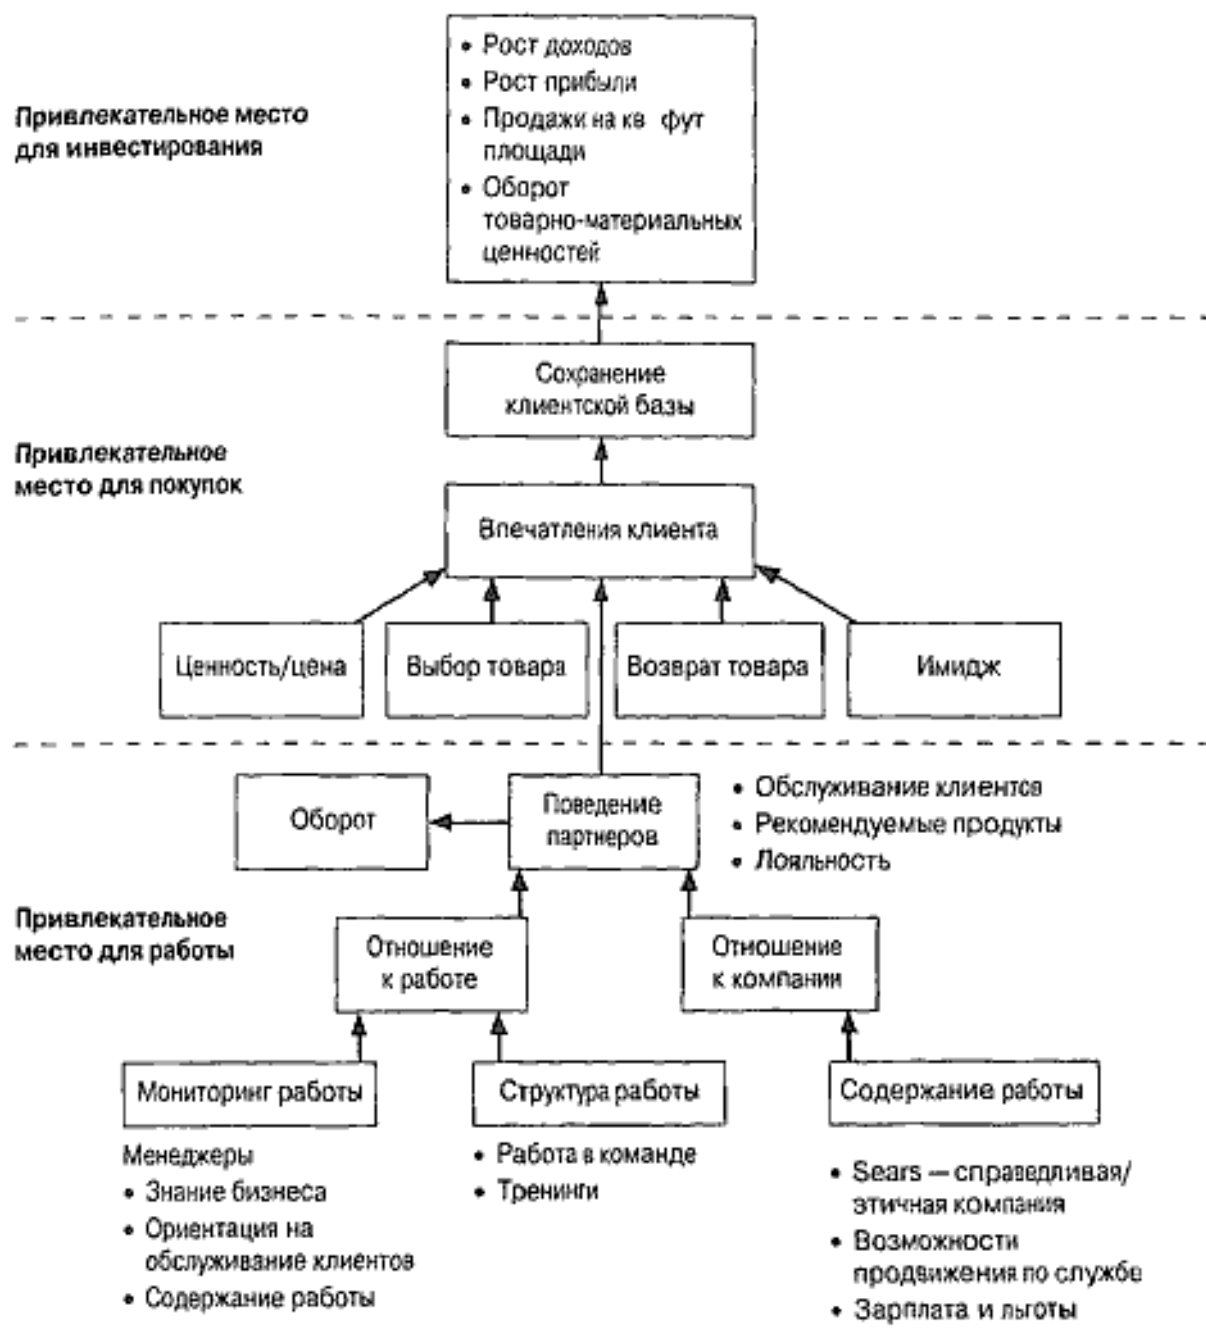 • Рост доходов
• Рост прибыли
• Продажи на кв фут
площади
• Оборот
товарно-материальных
ценностей
Привлекательное место
для инвестирования
Сохранение
клиентской базы
Привлекательное
место для покупок
Впечатления клиента
Ценность/цена
Выбор товара
Возврат товара
Имидж
Оборот
Поведение
партнеров
• Обслуживание клиентов
• Рекомендуемые продукты
• Лояльность
Привлекательное
место для работы
Отношение
к работе
Отношение
к компании
Мониторинг работы
Структура работы
Содержание работы
Менеджеры
• Знание бизнеса
• Ориентация на
обслуживание клиентов
• Содержание работы
• Работа в команде
• Тренинги
• Sears — справедливая/
этичная компания
• Возможности
продвижения по службе
• Зарплата и льготы